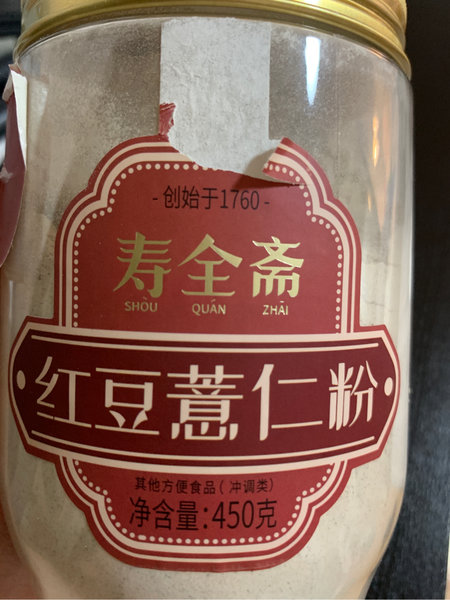 - 创始于1760 -
寿全斋
SHÒU QUÁN ZHĀI
·红豆薏仁粉·
其他方便食品(冲调类)
净含量:450克